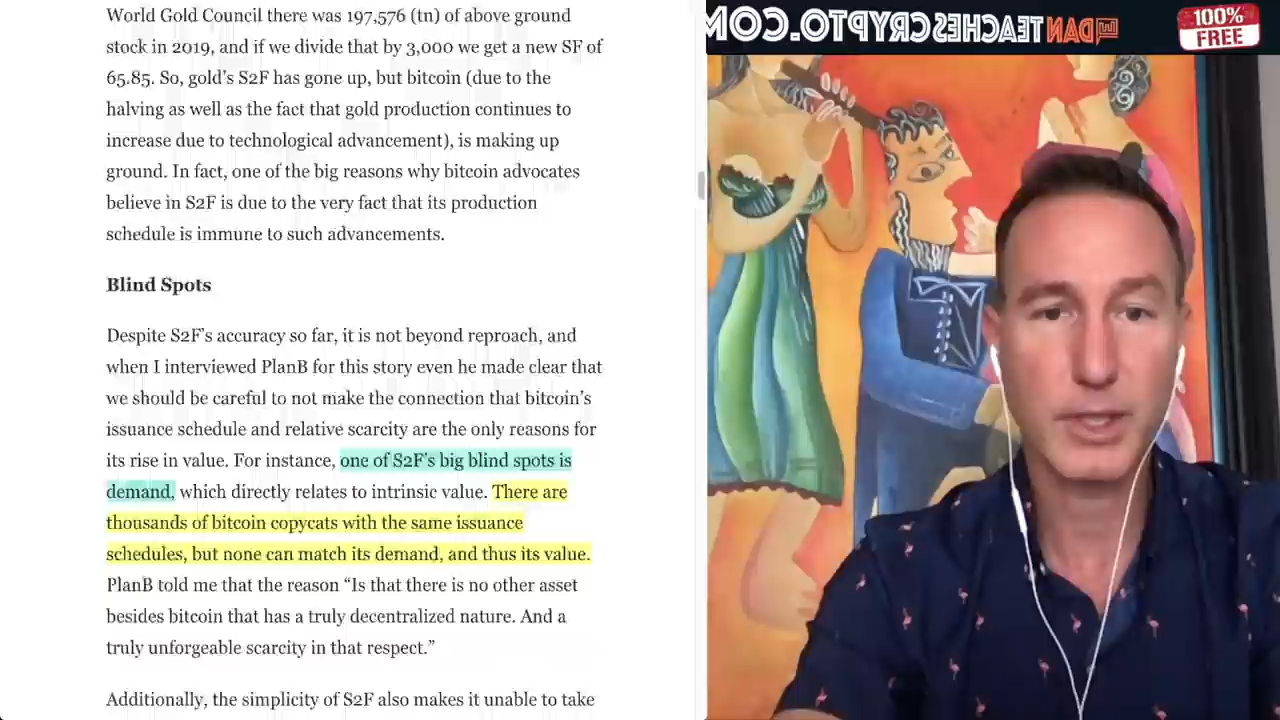 World Gold Council there was 197,576 (tn) of above ground
stock in 2019, and if we divide that by 3,000 we get a new SF of
65.85. So, gold’s S2F has gone up, but bitcoin (due to the
halving as well as the fact that gold production continues to
increase due to technological advancement), is making up
ground. In fact, one of the big reasons why bitcoin advocates
believe in S2F is due to the very fact that its production
schedule is immune to such advancements.
Blind Spots
Despite S2F’s accuracy so far, it is not beyond reproach, and
when I interviewed PlanB for this story even he made clear that
we should be careful to not make the connection that bitcoin’s
issuance schedule and relative scarcity are the only reasons for
its rise in value. For instance, one of S2F’s big blind spots is
demand, which directly relates to intrinsic value. There are
thousands of bitcoin copycats with the same issuance
schedules, but none can match its demand, and thus its value.
PlanB told me that the reason “Is that there is no other asset
besides bitcoin that has a truly decentralized nature. And a
truly unforgeable scarcity in that respect.”
Additionally, the simplicity of S2F also makes it unable to take
DANTEACHESCRYPTO.COM
100%
FREE